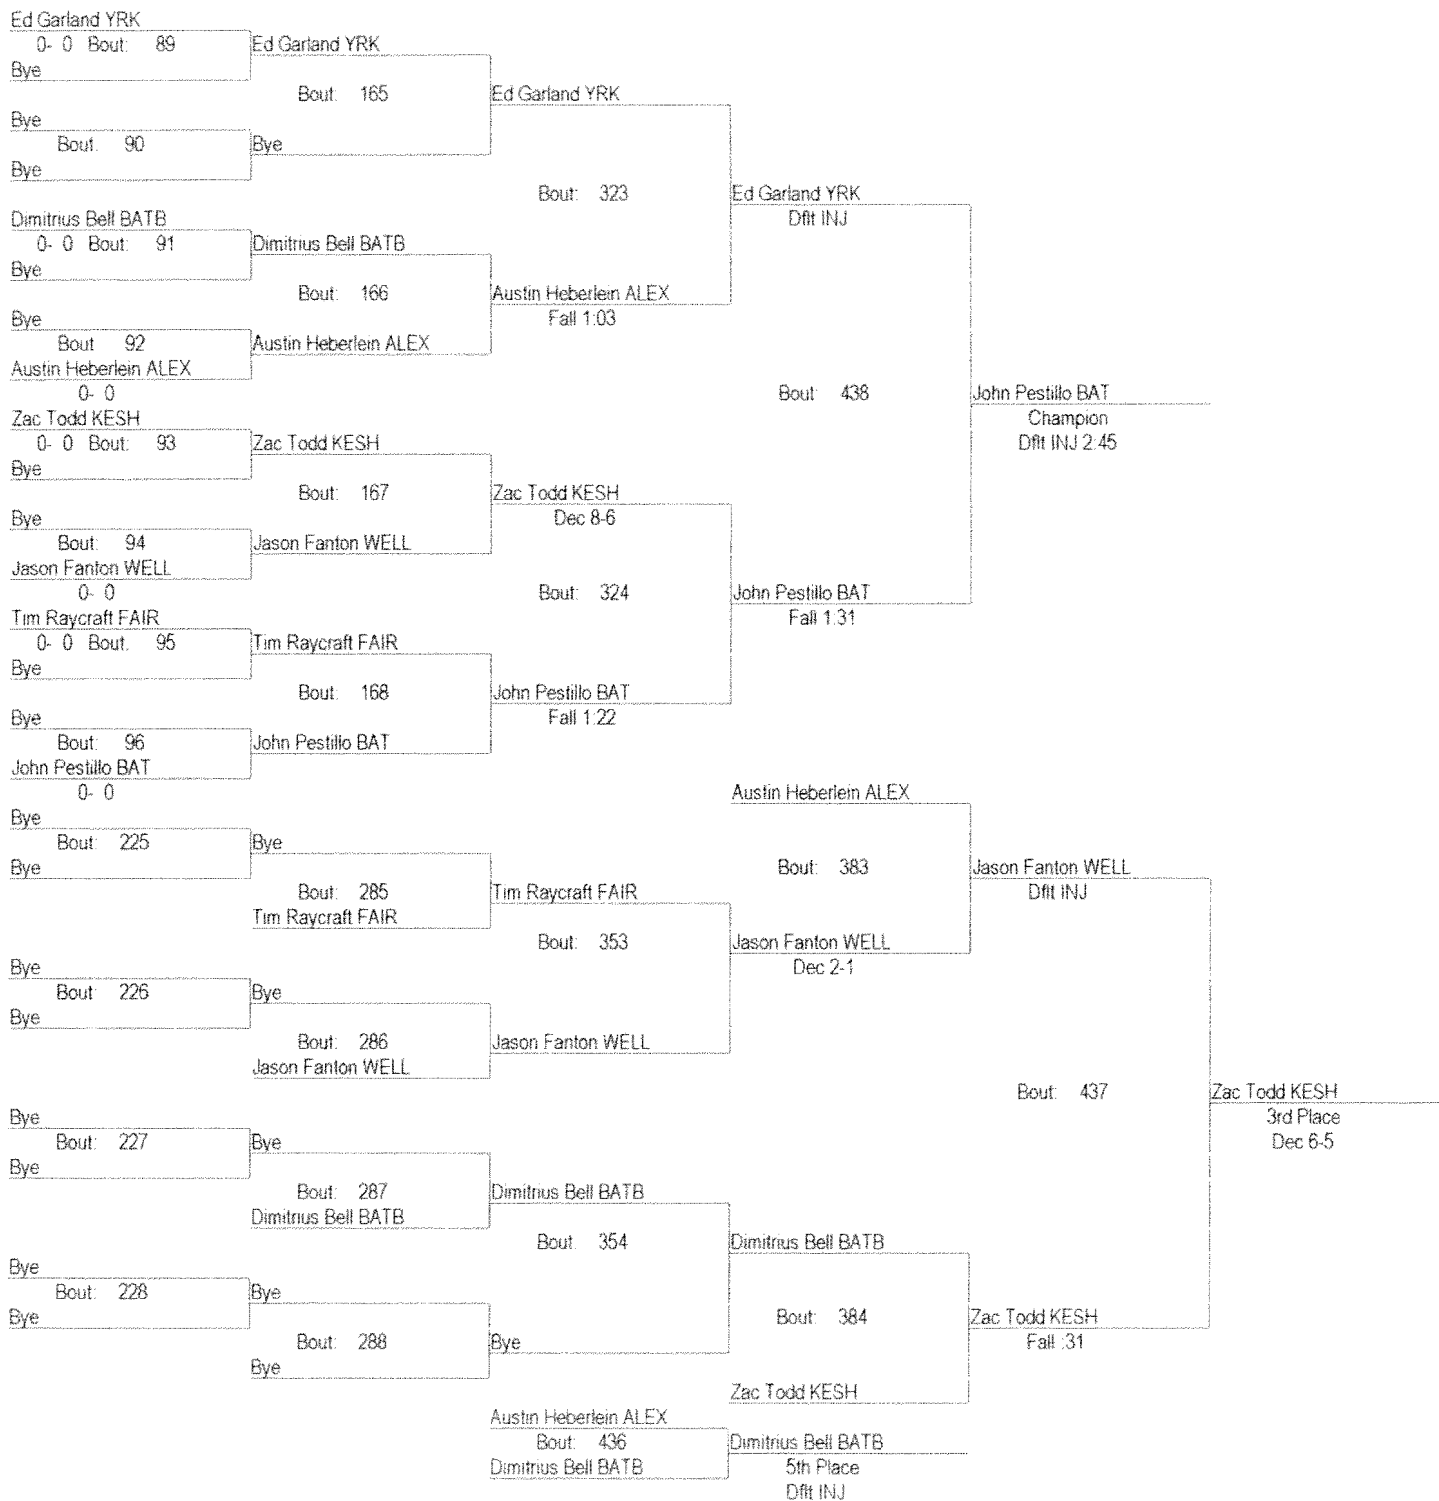 Ed Garland YRK
0- 0 Bout: 89
Ed Garland YRK
Bye
Bout: 165
Ed Garland YRK
Bye
Bout: 90
Bye
Bye
Bout: 323
Ed Garland YRK
Dflt INJ
Dimitrius Bell BATB
0- 0 Bout: 91
Dimitrius Bell BATB
Bye
Bout: 166
Austin Heberlein ALEX
Fall 1:03
Bye
Bout 92
Austin Heberlein ALEX
Austin Heberlein ALEX
0- 0
Bout: 438
John Pestillo BAT
Champion
Dflt INJ 2:45
Zac Todd KESH
0- 0 Bout: 93
Zac Todd KESH
Bye
Bout: 167
Zac Todd KESH
Dec 8-6
Bye
Bout: 94
Jason Fanton WELL
Jason Fanton WELL
0- 0
Bout: 324
John Pestillo BAT
Fall 1:31
Tim Raycraft FAIR
0- 0 Bout: 95
Tim Raycraft FAIR
Bye
Bout: 168
John Pestillo BAT
Fall 1:22
Bye
Bout: 96
John Pestillo BAT
John Pestillo BAT
0- 0
Austin Heberlein ALEX
Bye
Bout: 225
Bye
Bye
Bout: 383
Jason Fanton WELL
Dflt INJ
Bout: 285
Tim Raycraft FAIR
Tim Raycraft FAIR
Bout: 353
Jason Fanton WELL
Dec 2-1
Bye
Bout: 226
Bye
Bye
Bout: 286
Jason Fanton WELL
Jason Fanton WELL
Bout: 437
Zac Todd KESH
3rd Place
Dec 6-5
Bye
Bout: 227
Bye
Bye
Bout: 287
Dimitrius Bell BATB
Dimitrius Bell BATB
Bout: 354
Dimitrius Bell BATB
Bye
Bout: 228
Bye
Bye
Bout: 288
Bye
Bye
Bout: 384
Zac Todd KESH
Fall :31
Zac Todd KESH
Austin Heberlein ALEX
Bout: 436
Dimitrius Bell BATB
Dimitrius Bell BATB
5th Place
Dflt INJ